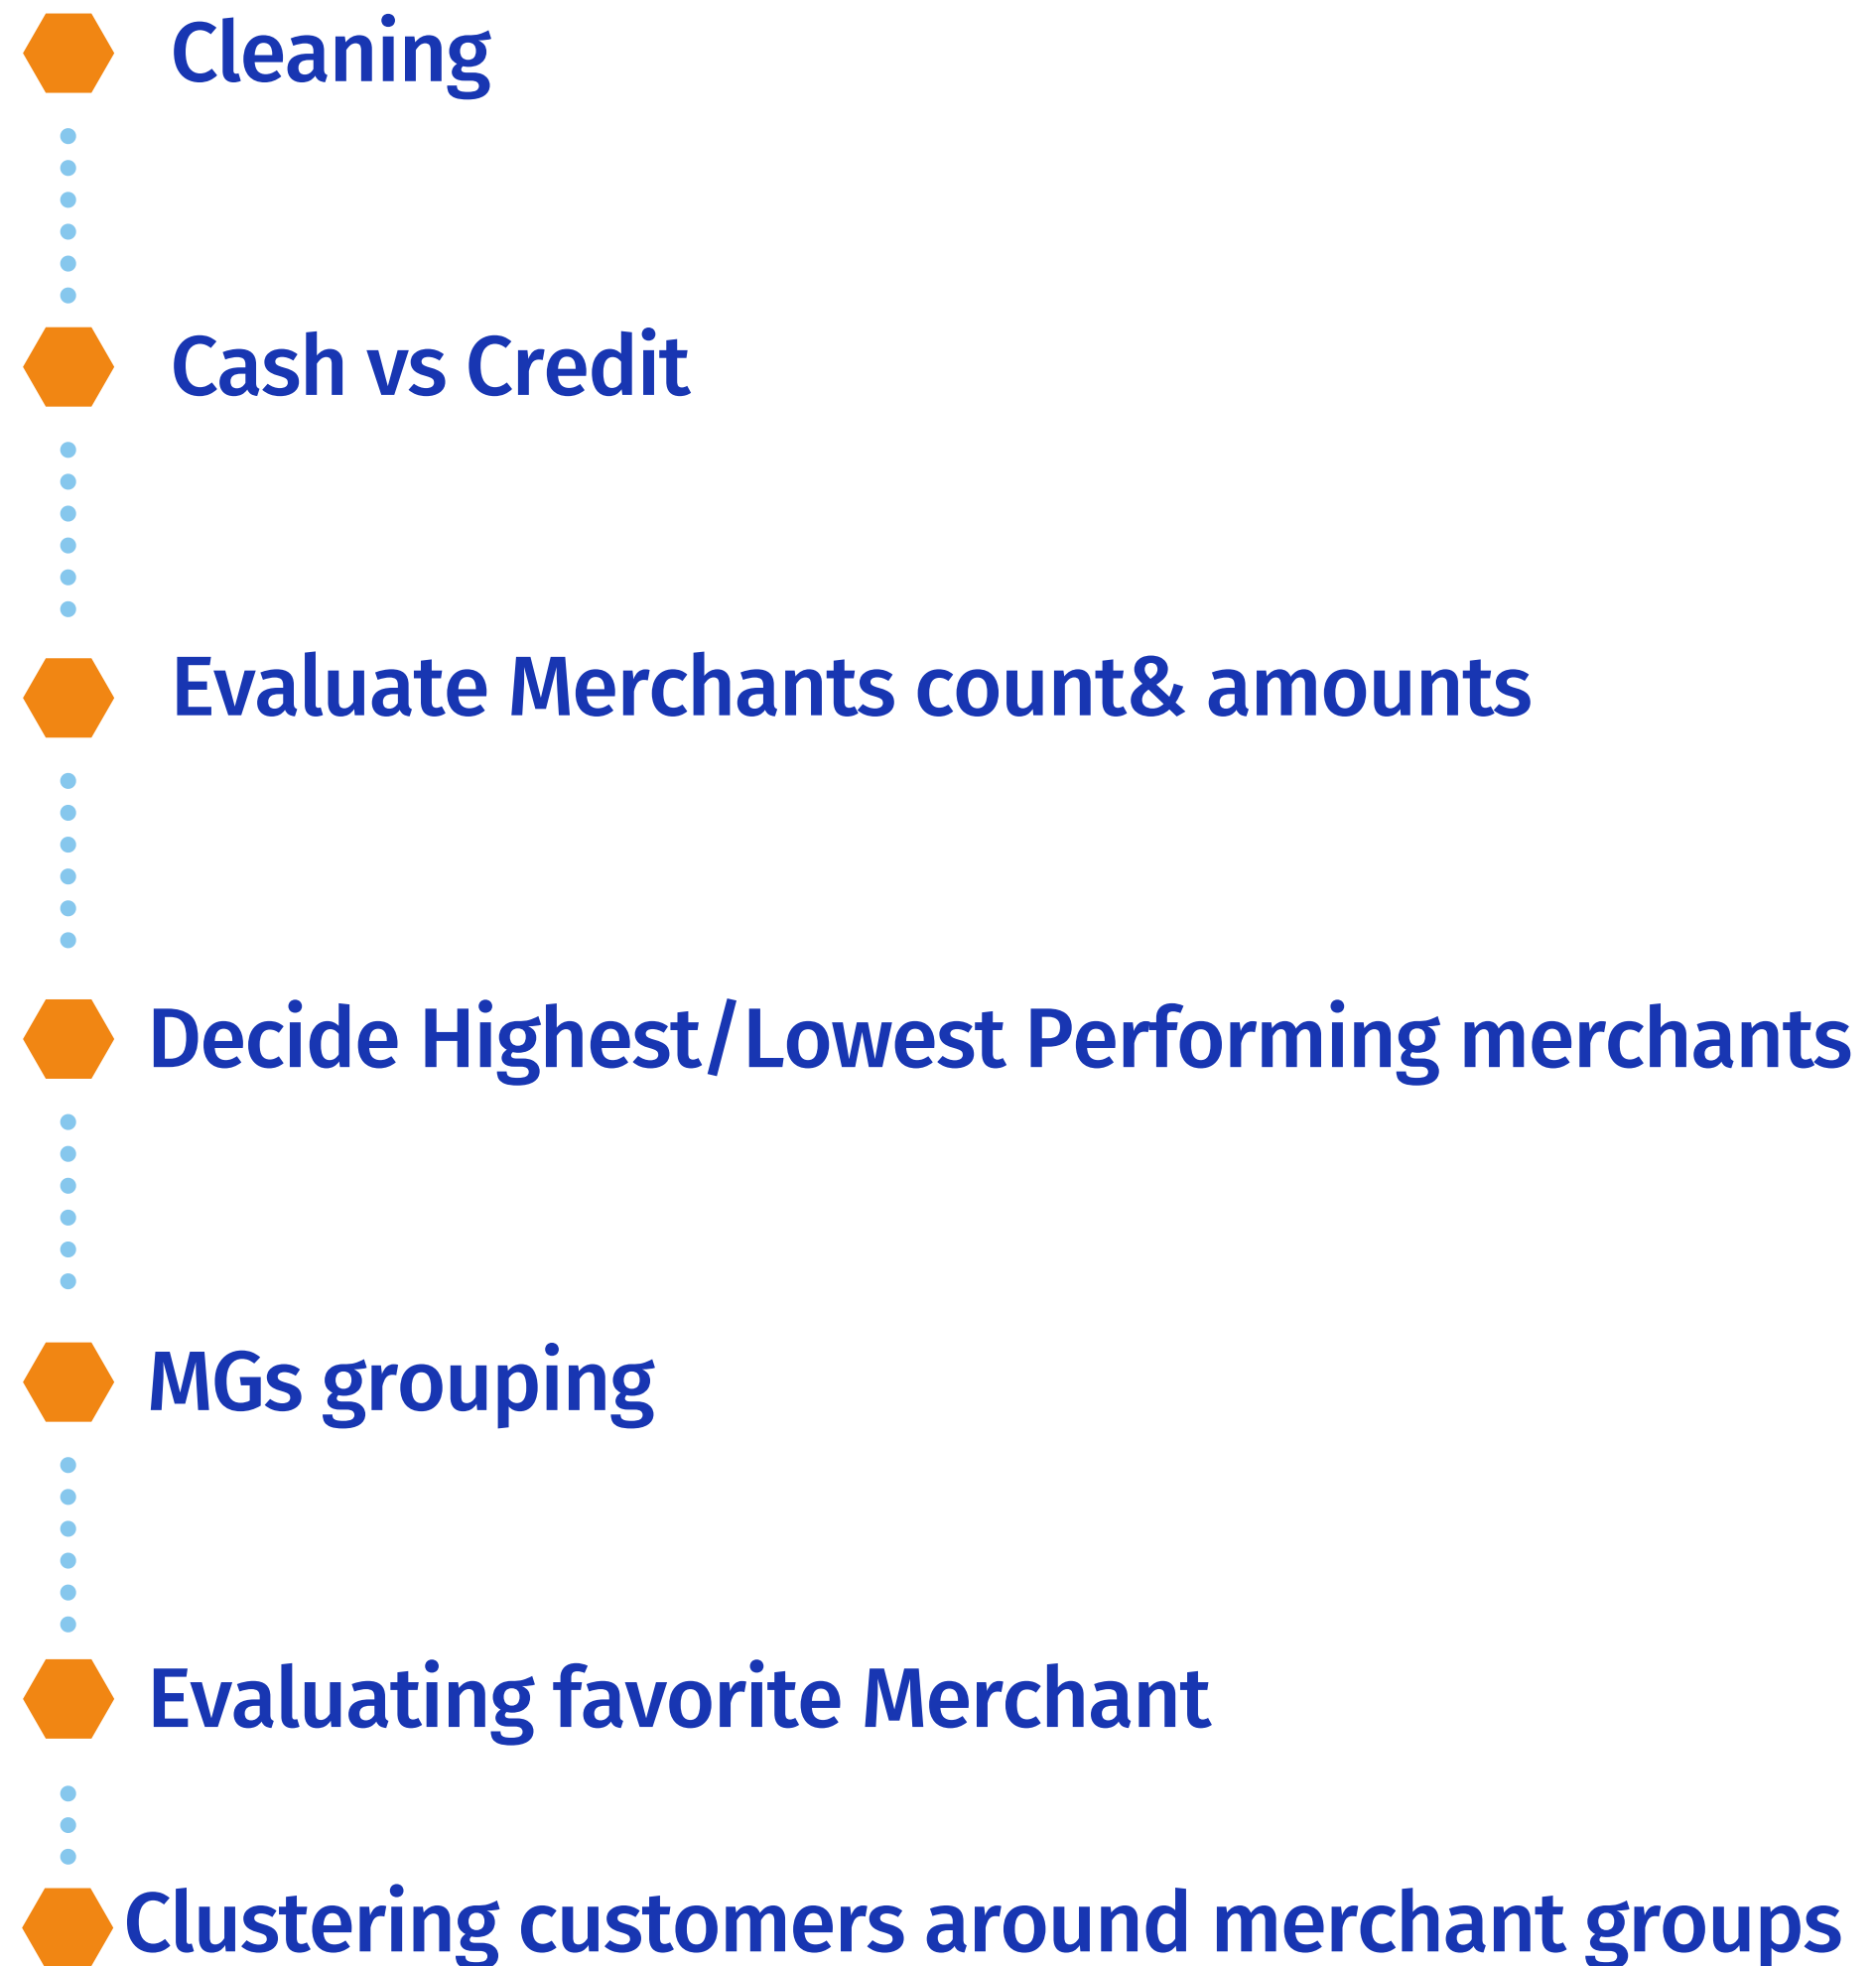 Cleaning
Cash vs Credit
Evaluate Merchants count& amounts
Decide Highest/Lowest Performing merchants
MGs grouping
Evaluating favorite Merchant
Clustering customers around merchant groups